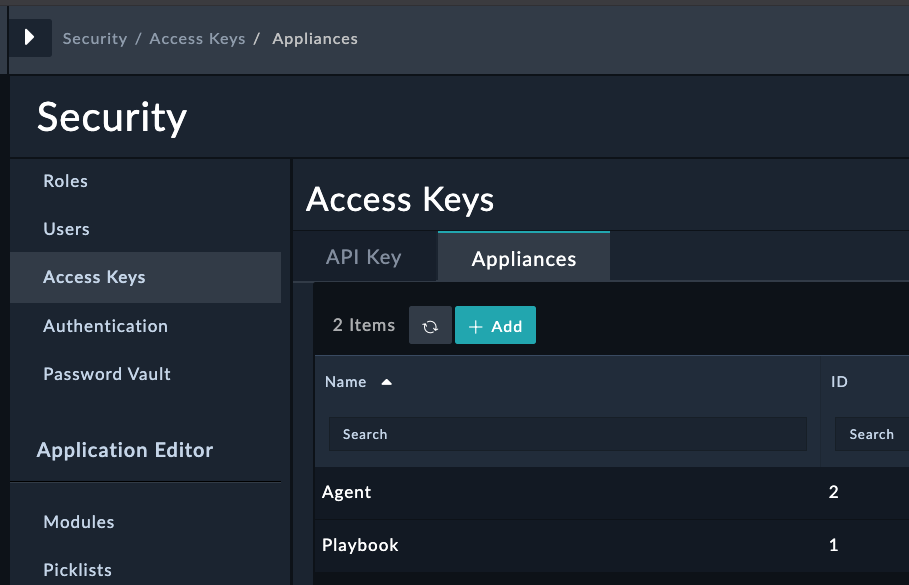 Security / Access Keys / Appliances
Security
Roles
Users
Access Keys
Authentication
Password Vault
Application Editor
Modules
Picklists
Access Keys
API Key Appliances
2 Items + Add
Name ID
Search Search
Agent 2
Playbook 1